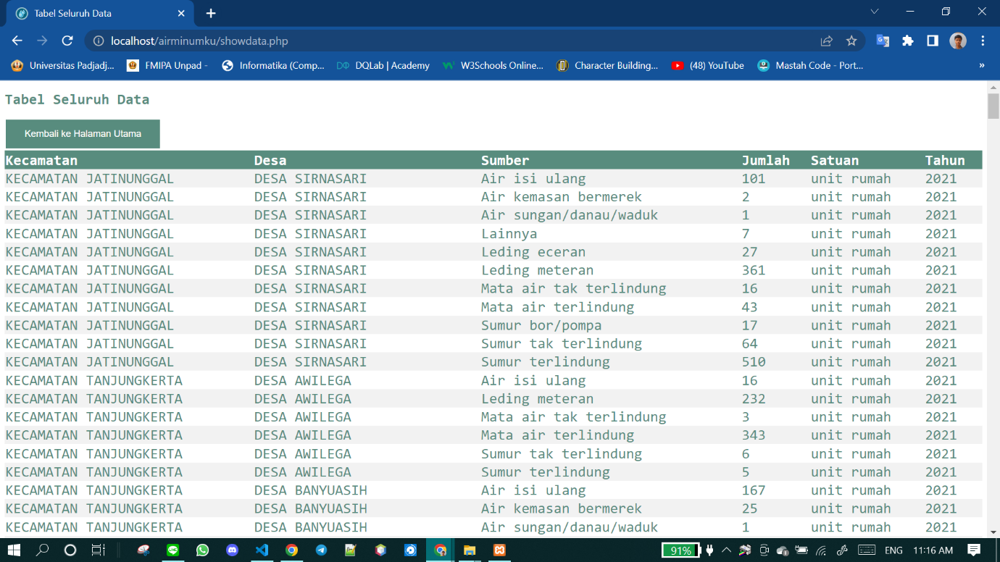 Tabel Seluruh Data
localhost/airminumku/showdata.php
Universitas Padjadj... FMIPA Unpad - Informatika (Comp... DQLab | Academy W3Schools Online... Character Building... (48) YouTube Mastah Code - Port... »
Tabel Seluruh Data
Kembali ke Halaman Utama
Kecamatan Desa Sumber Jumlah Satuan Tahun
KECAMATAN JATINUNGGAL DESA SIRNASARI Air isi ulang 101 unit rumah 2021
KECAMATAN JATINUNGGAL DESA SIRNASARI Air kemasan bermerek 2 unit rumah 2021
KECAMATAN JATINUNGGAL DESA SIRNASARI Air sungan/danau/waduk 1 unit rumah 2021
KECAMATAN JATINUNGGAL DESA SIRNASARI Lainnya 7 unit rumah 2021
KECAMATAN JATINUNGGAL DESA SIRNASARI Leding eceran 27 unit rumah 2021
KECAMATAN JATINUNGGAL DESA SIRNASARI Leding meteran 361 unit rumah 2021
KECAMATAN JATINUNGGAL DESA SIRNASARI Mata air tak terlindung 16 unit rumah 2021
KECAMATAN JATINUNGGAL DESA SIRNASARI Mata air terlindung 43 unit rumah 2021
KECAMATAN JATINUNGGAL DESA SIRNASARI Sumur bor/pompa 17 unit rumah 2021
KECAMATAN JATINUNGGAL DESA SIRNASARI Sumur tak terlindung 64 unit rumah 2021
KECAMATAN JATINUNGGAL DESA SIRNASARI Sumur terlindung 510 unit rumah 2021
KECAMATAN TANJUNGKERTA DESA AWILEGA Air isi ulang 16 unit rumah 2021
KECAMATAN TANJUNGKERTA DESA AWILEGA Leding meteran 232 unit rumah 2021
KECAMATAN TANJUNGKERTA DESA AWILEGA Mata air tak terlindung 3 unit rumah 2021
KECAMATAN TANJUNGKERTA DESA AWILEGA Mata air terlindung 343 unit rumah 2021
KECAMATAN TANJUNGKERTA DESA AWILEGA Sumur tak terlindung 6 unit rumah 2021
KECAMATAN TANJUNGKERTA DESA AWILEGA Sumur terlindung 5 unit rumah 2021
KECAMATAN TANJUNGKERTA DESA BANYUASIH Air isi ulang 167 unit rumah 2021
KECAMATAN TANJUNGKERTA DESA BANYUASIH Air kemasan bermerek 25 unit rumah 2021
KECAMATAN TANJUNGKERTA DESA BANYUASIH Air sungan/danau/waduk 1 unit rumah 2021
91% ENG 11:16 AM